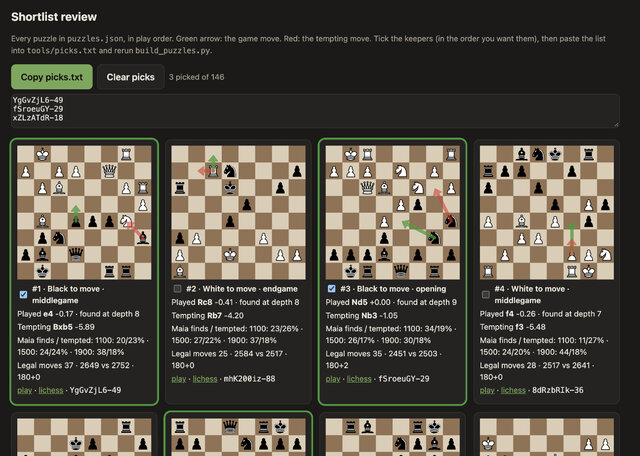 Shortlist review
Every puzzle in puzzles.json, in play order. Green arrow: the game move. Red: the tempting move. Tick the keepers (in the order you want them), then paste the list
into tools/picks.txt and rerun build_puzzles.py.
Copy picks.txt
Clear picks
3 picked of 146
YgGvZjL6-49
fSroeuGY-29
xZLzATdR-18
#1 · Black to move ·
middlegame
Played e4 -0.17 · found at depth 8
Tempting Bxb5 -5.89
Maia finds / tempted: 1100: 20/23% ·
1500: 24/20% · 1900: 38/18%
Legal moves 37 · 2649 vs 2752 ·
180+0
play · lichess · YgGvZjL6-49
#2 · White to move · endgame
Played Rc8 -0.41 · found at depth 8
Tempting Rb7 -4.20
Maia finds / tempted: 1100: 23/26% ·
1500: 27/22% · 1900: 37/18%
Legal moves 25 · 2584 vs 2517 ·
180+0
play · lichess · mhK200iz-88
#3 · Black to move · opening
Played Nd5 +0.00 · found at depth 9
Tempting Nb3 -1.05
Maia finds / tempted: 1100: 34/19% ·
1500: 26/17% · 1900: 30/18%
Legal moves 35 · 2451 vs 2503 ·
180+2
play · lichess · fSroeuGY-29
#4 · White to move ·
middlegame
Played f4 -0.26 · found at depth 7
Tempting f3 -5.48
Maia finds / tempted: 1100: 11/27% ·
1500: 24/20% · 1900: 44/18%
Legal moves 28 · 2517 vs 2641 ·
180+0
play · lichess · 8dRzbRIk-36